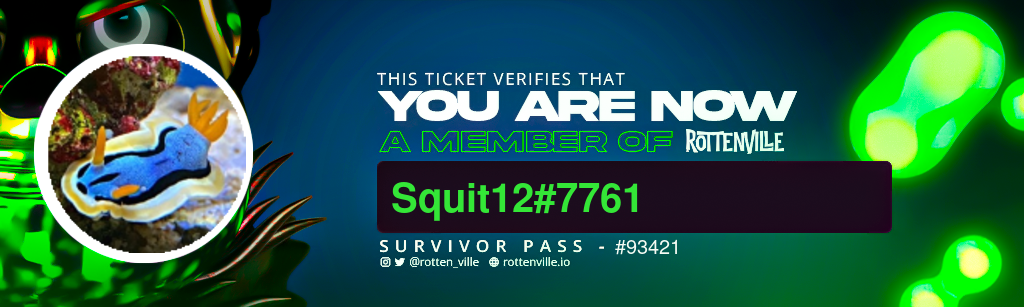 THIS TICKET VERIFIES THAT
YOU ARE NOW
A MEMBER OF ROTTENVILLE
Squit12#7761
SURVIVOR PASS - #93421
@rotten_ville rottenville.io